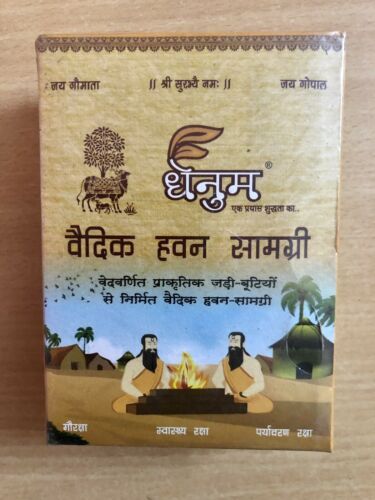 जय गौमाता || श्री सुरभ्यै नमः || जय गोपाल
धेनुम®
एक प्रयास शुद्धता का..
वैदिक हवन सामग्री
वेदवर्णित प्राकृतिक जड़ी-बूटियों
से निर्मित वैदिक हवन-सामग्री
गौरक्षा स्वास्थ्य रक्षा पर्यावरण रक्षा